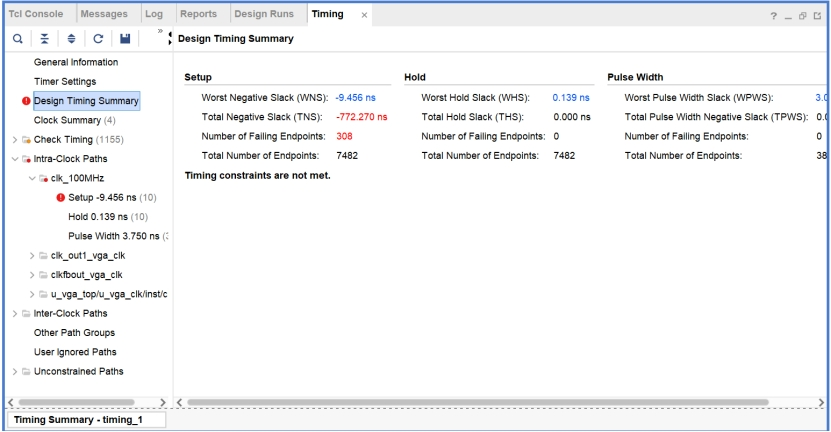 Tcl Console Messages Log Reports Design Runs Timing ×
Design Timing Summary
General Information
Timer Settings
Design Timing Summary
Clock Summary (4)
Check Timing (1155)
Intra-Clock Paths
clk_100MHz
Setup -9.456 ns (10)
Hold 0.139 ns (10)
Pulse Width 3.750 ns (
clk_out1_vga_clk
clkfbout_vga_clk
u_vga_top/u_vga_clk/inst/c
Inter-Clock Paths
Other Path Groups
User Ignored Paths
Unconstrained Paths
Setup Hold Pulse Width
Worst Negative Slack (WNS): -9.456 ns Worst Hold Slack (WHS): 0.139 ns Worst Pulse Width Slack (WPWS): 3.0
Total Negative Slack (TNS): -772.270 ns Total Hold Slack (THS): 0.000 ns Total Pulse Width Negative Slack (TPWS): 0.0
Number of Failing Endpoints: 308 Number of Failing Endpoints: 0 Number of Failing Endpoints: 0
Total Number of Endpoints: 7482 Total Number of Endpoints: 7482 Total Number of Endpoints: 38
Timing constraints are not met.
Timing Summary - timing_1